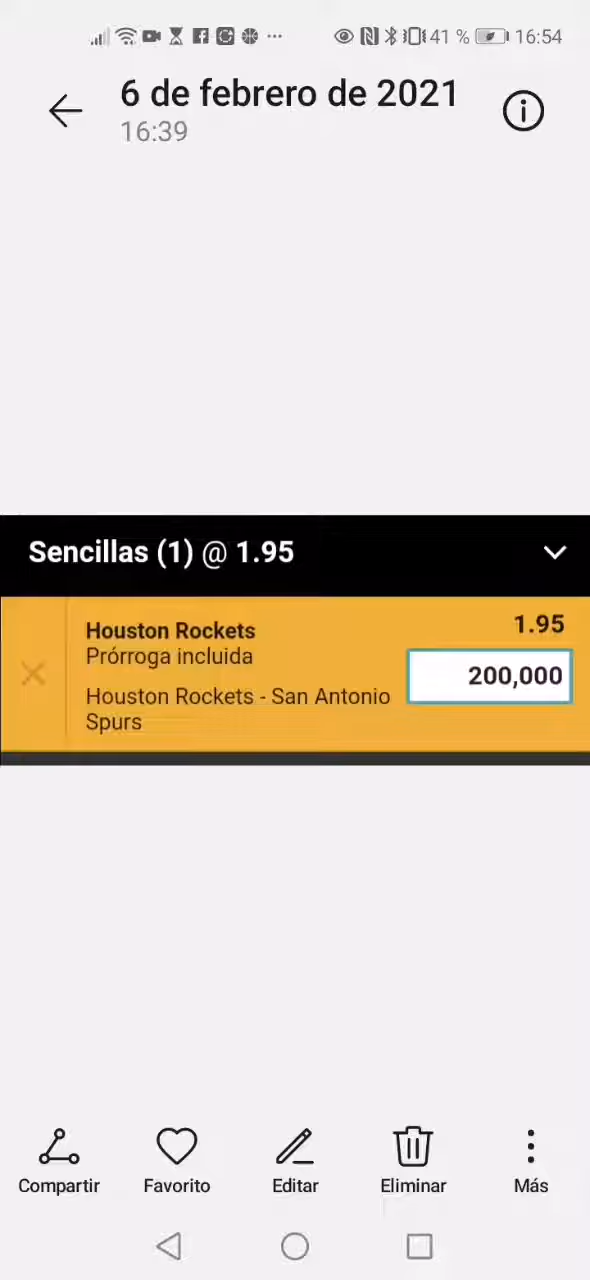 41 % 16:54
6 de febrero de 2021
16:39
Sencillas (1) @ 1.95
Houston Rockets 1.95
Prórroga incluida
200,000
Houston Rockets - San Antonio
Spurs
Compartir Favorito Editar Eliminar Más